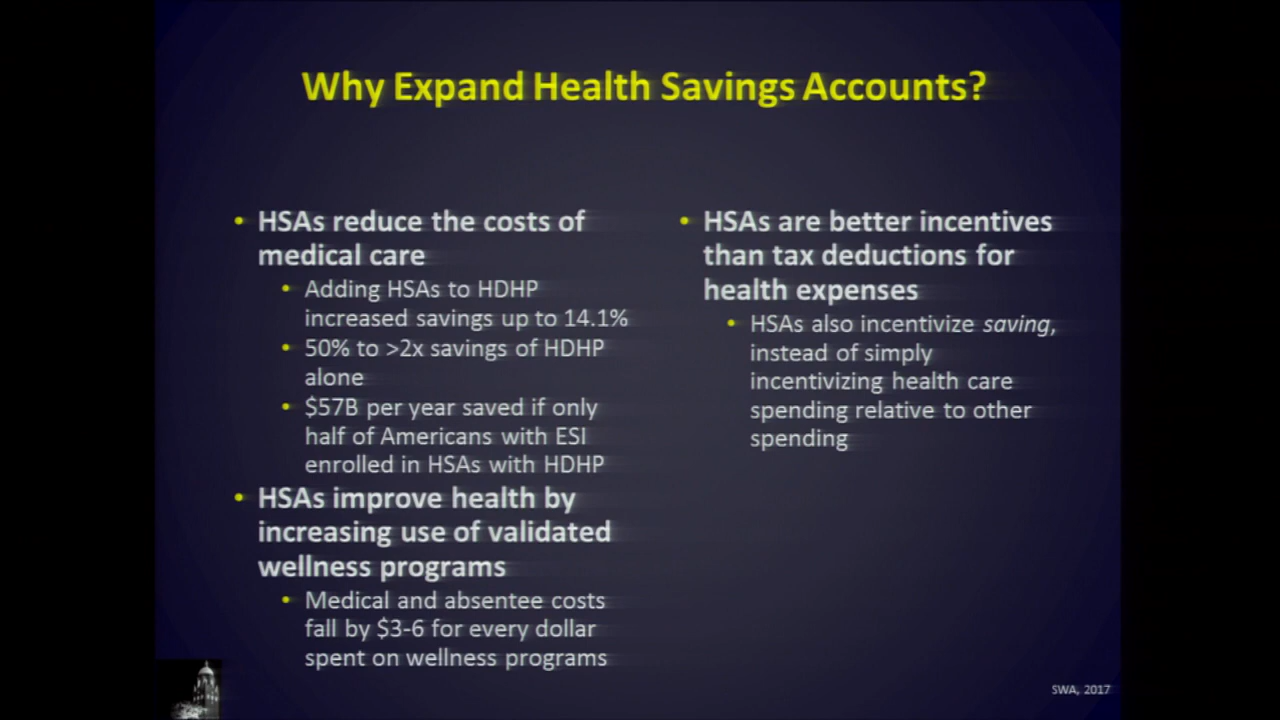 Why Expand Health Savings Accounts?
• HSAs reduce the costs of
medical care
• Adding HSAs to HDHP
increased savings up to 14.1%
• 50% to >2x savings of HDHP
alone
• $57B per year saved if only
half of Americans with ESI
enrolled in HSAs with HDHP
• HSAs improve health by
increasing use of validated
wellness programs
• Medical and absentee costs
fall by $3-6 for every dollar
spent on wellness programs
• HSAs are better incentives
than tax deductions for
health expenses
• HSAs also incentivize saving,
instead of simply
incentivizing health care
spending relative to other
spending
SWA, 2017